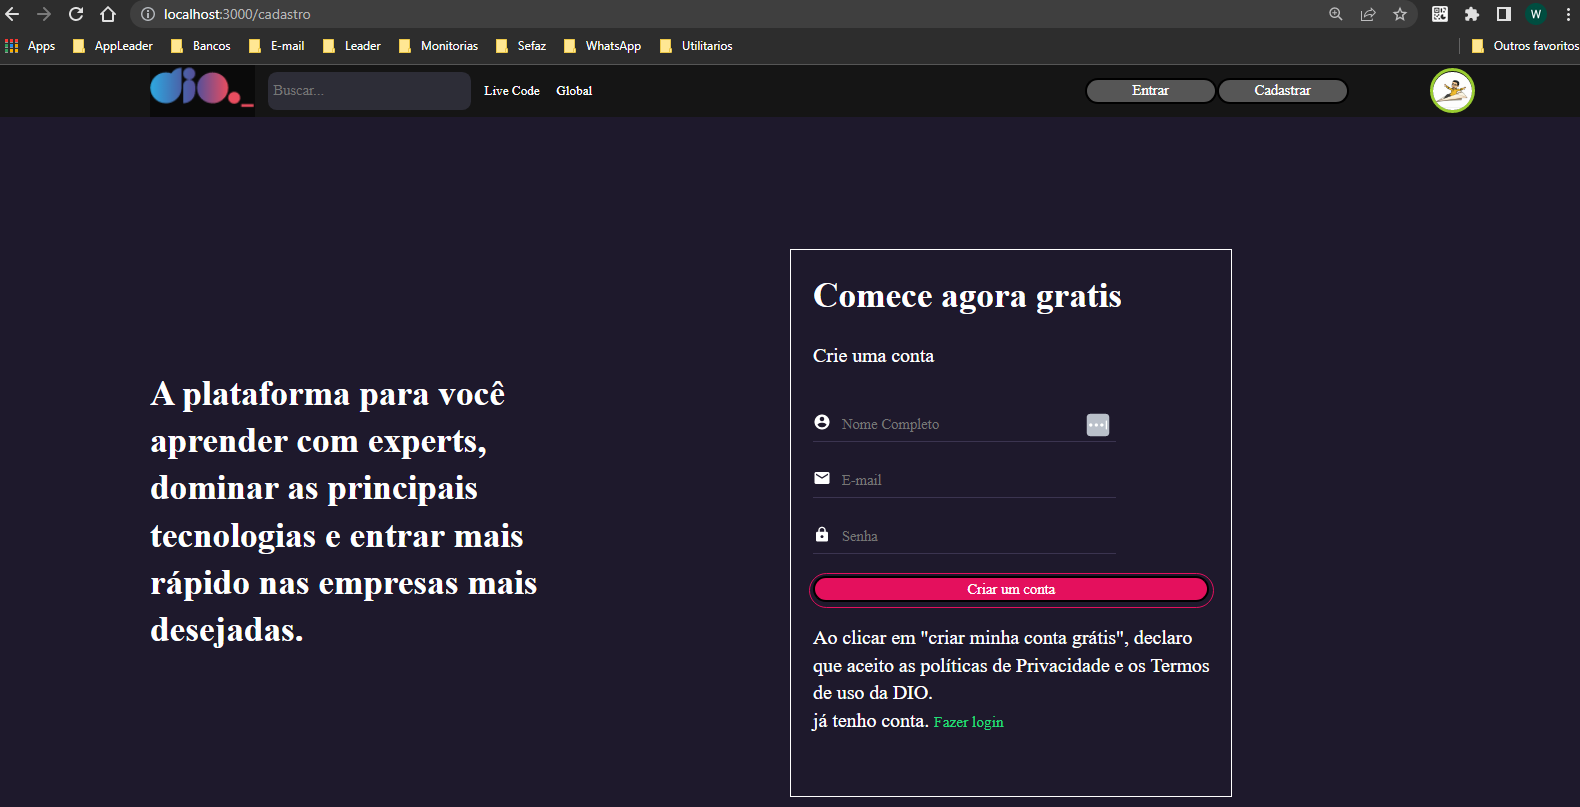 localhost:3000/cadastro
W
Apps AppLeader Bancos E-mail Leader Monitorias Sefaz WhatsApp Utilitarios Outros favoritos
dio._ Buscar... Live Code Global Entrar Cadastrar
A plataforma para você
aprender com experts,
dominar as principais
tecnologias e entrar mais
rápido nas empresas mais
desejadas.
Comece agora gratis
Crie uma conta
Nome Completo
E-mail
Senha
Criar um conta
Ao clicar em "criar minha conta grátis", declaro
que aceito as políticas de Privacidade e os Termos
de uso da DIO.
já tenho conta. Fazer login